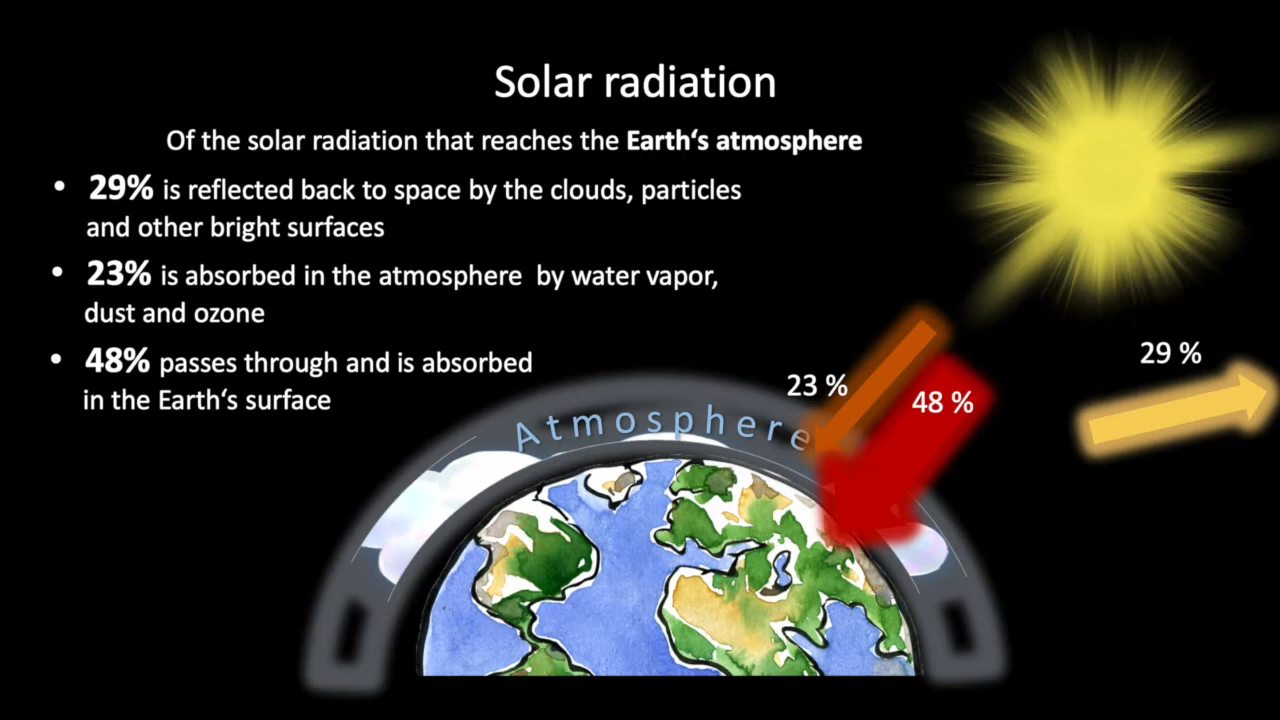 Solar radiation
Of the solar radiation that reaches the Earth‘s atmosphere
• 29% is reflected back to space by the clouds, particles
and other bright surfaces
• 23% is absorbed in the atmosphere by water vapor,
dust and ozone
• 48% passes through and is absorbed
in the Earth‘s surface
29 %
23 %
48 %
Atmosphere